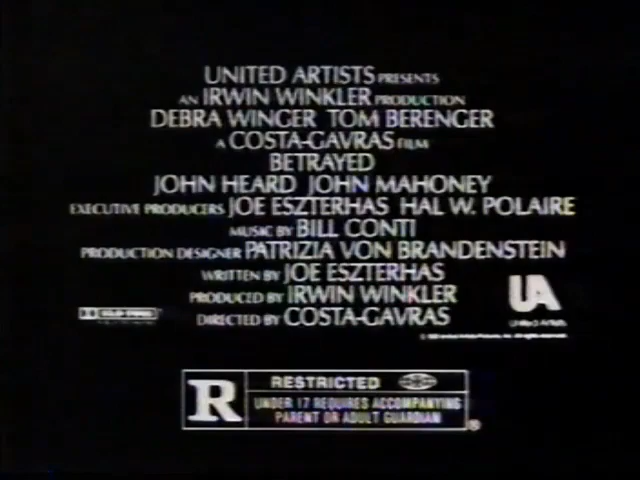 UNITED ARTISTS PRESENTS
AN IRWIN WINKLER PRODUCTION
DEBRA WINGER TOM BERENGER
A COSTA-GAVRAS FILM
BETRAYED
JOHN HEARD JOHN MAHONEY
EXECUTIVE PRODUCERS JOE ESZTERHAS HAL W. POLAIRE
MUSIC BY BILL CONTI
PRODUCTION DESIGNER PATRIZIA VON BRANDENSTEIN
WRITTEN BY JOE ESZTERHAS
PRODUCED BY IRWIN WINKLER
DIRECTED BY COSTA-GAVRAS
UA
United Artists
R
RESTRICTED
UNDER 17 REQUIRES ACCOMPANYING
PARENT OR ADULT GUARDIAN
®